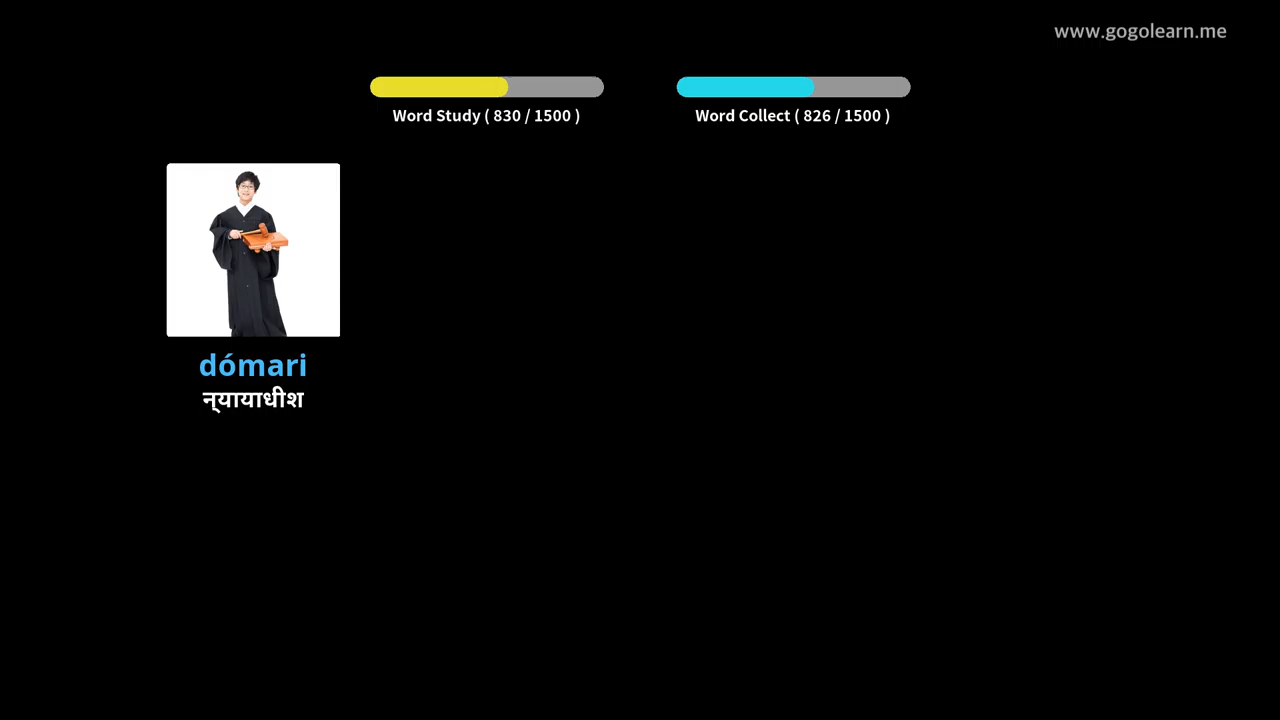 www.gogolearn.me
Word Study ( 830 / 1500 )
Word Collect ( 826 / 1500 )
dómari
न्‌यायाधीश